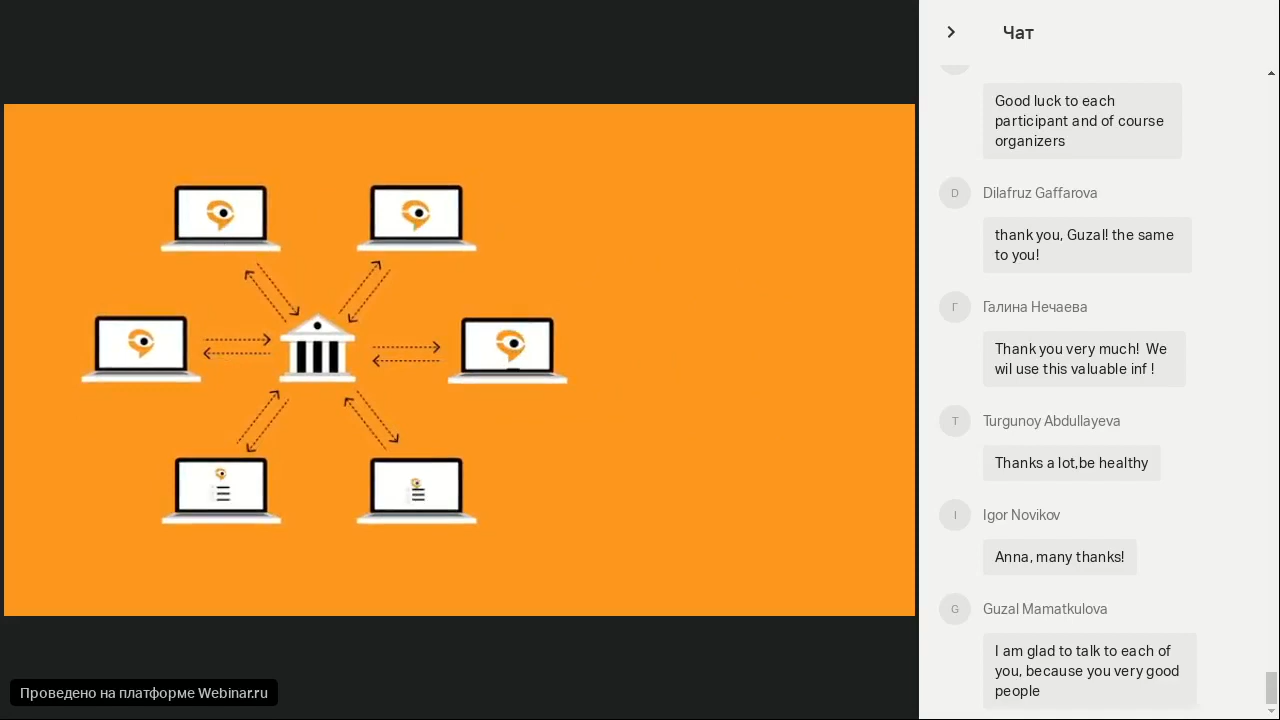 Чат
Good luck to each
participant and of course
organizers
D
Dilafruz Gaffarova
thank you, Guzal! the same
to you!
Г
Галина Нечаева
Thank you very much!  We
wil use this valuable inf !
T
Turgunoy Abdullayeva
Thanks a lot,be healthy
I
Igor Novikov
Anna, many thanks!
G
Guzal Mamatkulova
I am glad to talk to each of
you, because you very good
people
Проведено на платформе Webinar.ru